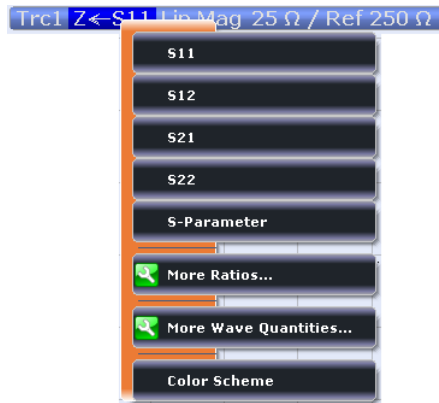 Trc1 Z←S11 Lin Mag 25 Ω / Ref 250 Ω
S11
S12
S21
S22
S-Parameter
More Ratios...
More Wave Quantities...
Color Scheme